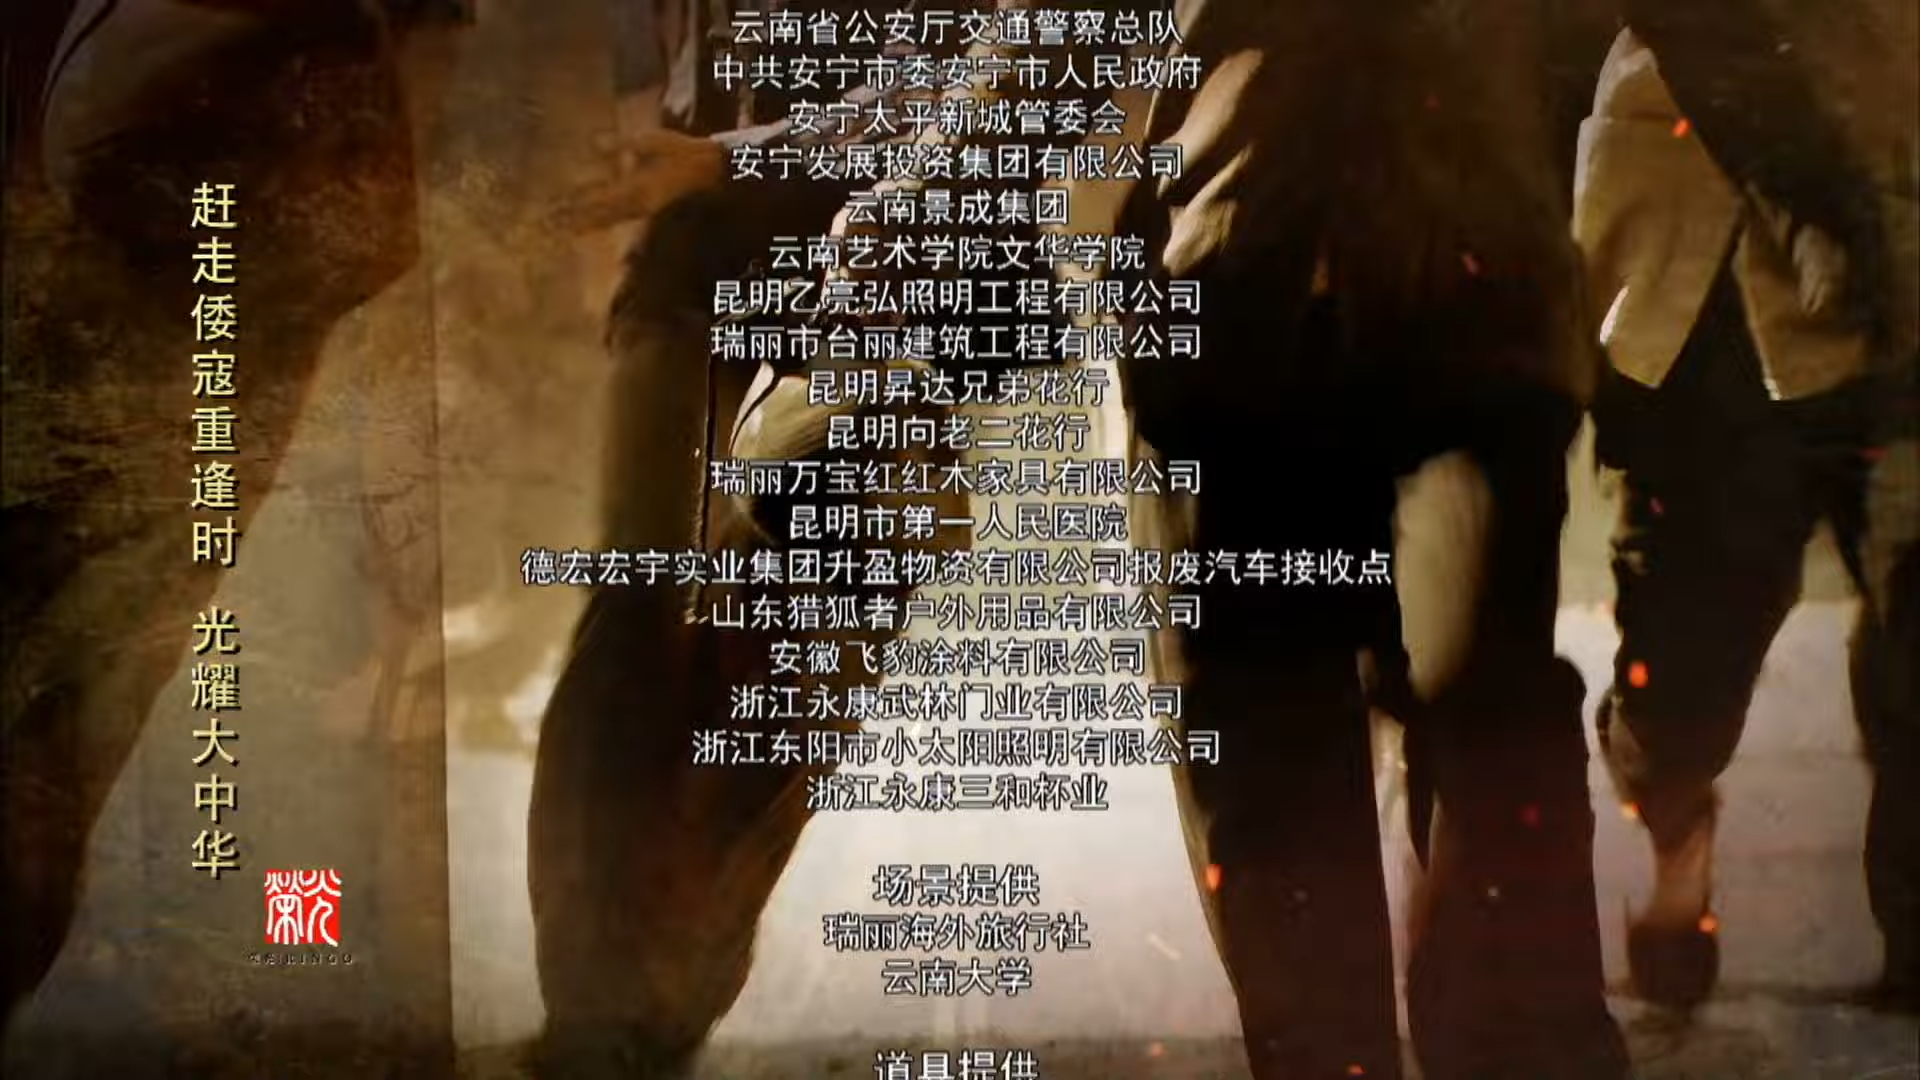 云南省公安厅交通警察总队
中共安宁市委安宁市人民政府
安宁太平新城管委会
安宁发展投资集团有限公司
云南景成集团
云南艺术学院文华学院
昆明乙亮弘照明工程有限公司
瑞丽市台丽建筑工程有限公司
昆明昇达兄弟花行
昆明向老二花行
瑞丽万宝红红木家具有限公司
昆明市第一人民医院
德宏宏宇实业集团升盈物资有限公司报废汽车接收点
山东猎狐者户外用品有限公司
安徽飞豹涂料有限公司
浙江永康武林门业有限公司
浙江东阳市小太阳照明有限公司
浙江永康三和杯业
场景提供
瑞丽海外旅行社
云南大学
道具提供
赶走倭寇重逢时 光耀大中华